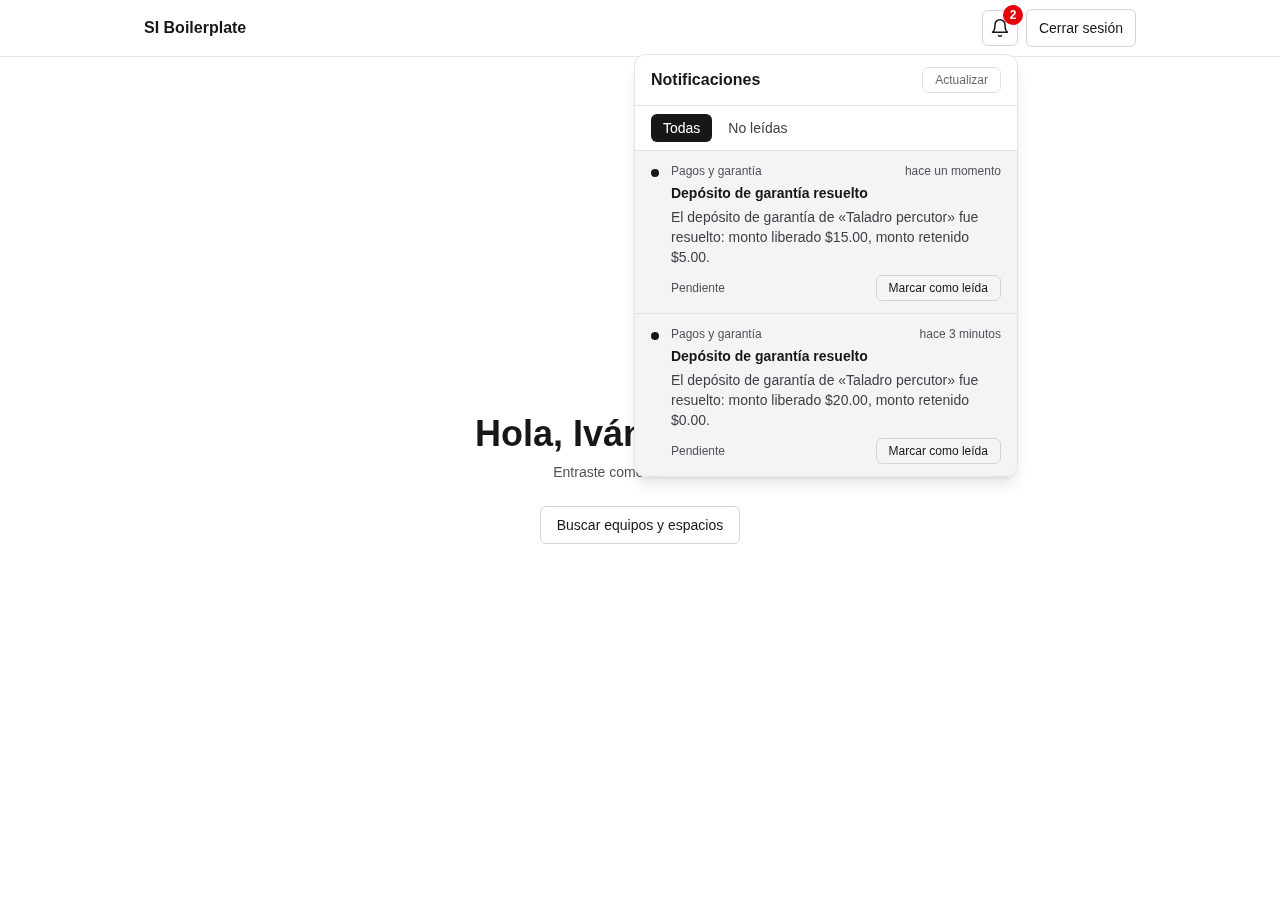 SI Boilerplate
2
Cerrar sesión
Notificaciones
Actualizar
Todas
No leídas
Pagos y garantía
hace un momento
Depósito de garantía resuelto
El depósito de garantía de «Taladro percutor» fue
resuelto: monto liberado $15.00, monto retenido
$5.00.
Pendiente
Marcar como leída
Pagos y garantía
hace 3 minutos
Depósito de garantía resuelto
El depósito de garantía de «Taladro percutor» fue
resuelto: monto liberado $20.00, monto retenido
$0.00.
Pendiente
Marcar como leída
Hola, Iván
Entraste como
Buscar equipos y espacios